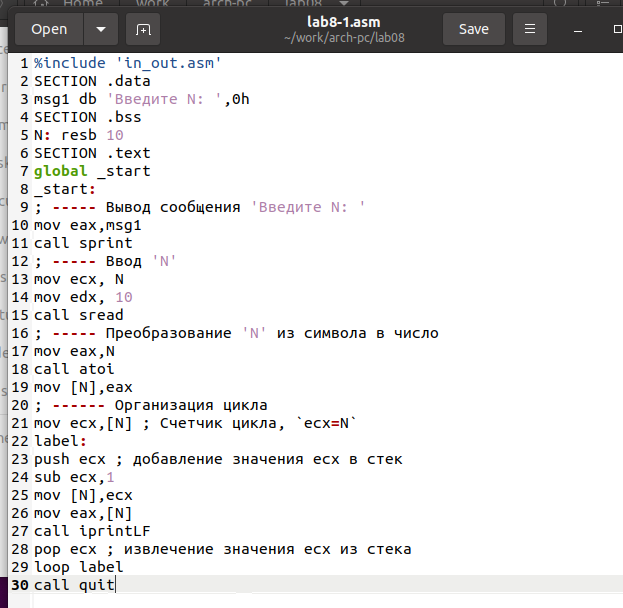 Home work arch-pc lab08
Open lab8-1.asm Save
~/work/arch-pc/lab08
1 %include 'in_out.asm'
2 SECTION .data
3 msg1 db 'Введите N: ',0h
4 SECTION .bss
5 N: resb 10
6 SECTION .text
7 global _start
8 _start:
9 ; ----- Вывод сообщения 'Введите N: '
10 mov eax,msg1
11 call sprint
12 ; ----- Ввод 'N'
13 mov ecx, N
14 mov edx, 10
15 call sread
16 ; ----- Преобразование 'N' из символа в число
17 mov eax,N
18 call atoi
19 mov [N],eax
20 ; ------ Организация цикла
21 mov ecx,[N] ; Счетчик цикла, `ecx=N`
22 label:
23 push ecx ; добавление значения ecx в стек
24 sub ecx,1
25 mov [N],ecx
26 mov eax,[N]
27 call iprintLF
28 pop ecx ; извлечение значения ecx из стека
29 loop label
30 call quit